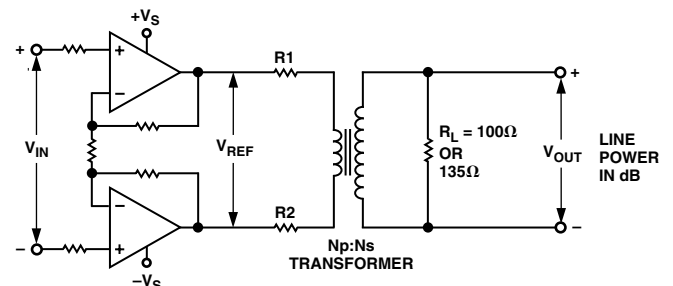 +VS
+
+
−
VIN
VREF
−
−
+
−VS
R1
R2
Np:Ns
TRANSFORMER
RL = 100Ω
OR
135Ω
+
VOUT
−
LINE
POWER
IN dB